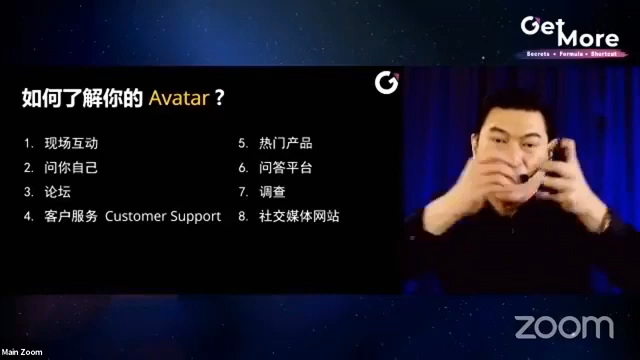 Get
More
Secrets • Formula • Shortcut
如何了解你的 Avatar？
1. 现场互动
2. 问你自己
3. 论坛
4. 客户服务 Customer Support
5. 热门产品
6. 问答平台
7. 调查
8. 社交媒体网站
zoom
Main Zoom